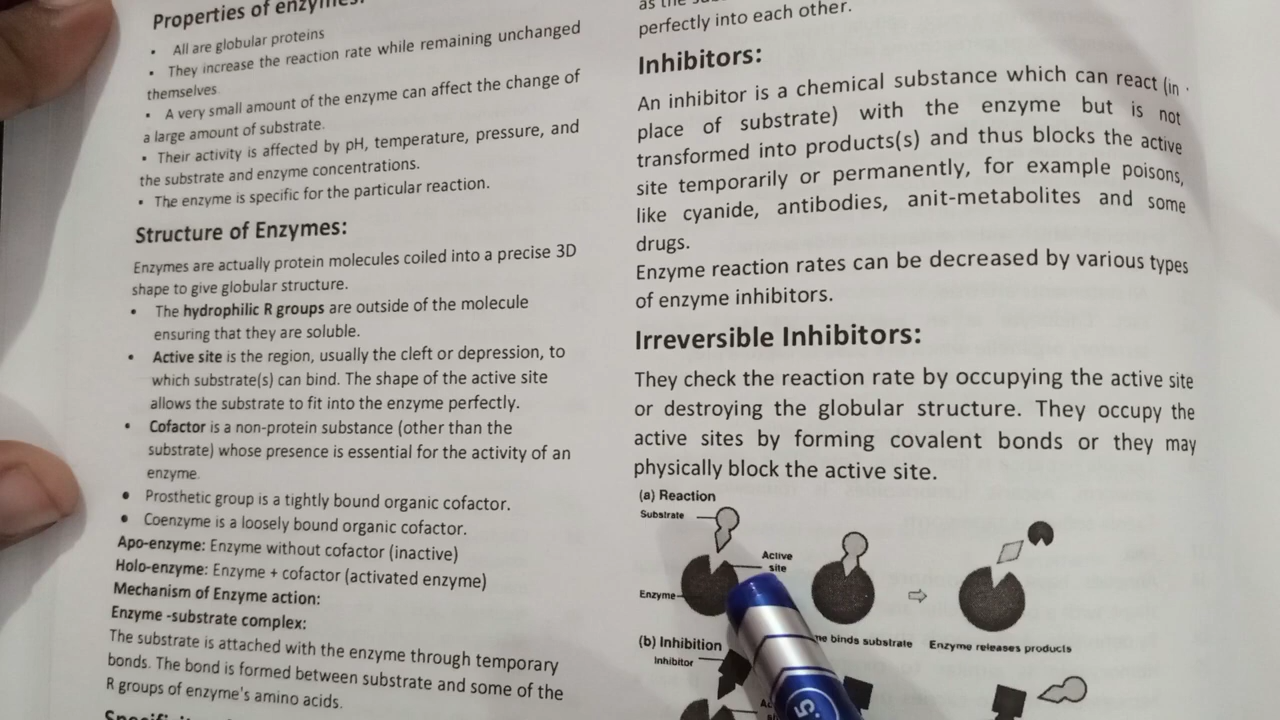 Properties of enzymes:
• All are globular proteins
• They increase the reaction rate while remaining unchanged
themselves.
• A very small amount of the enzyme can affect the change of
a large amount of substrate.
• Their activity is affected by pH, temperature, pressure, and
the substrate and enzyme concentrations.
• The enzyme is specific for the particular reaction.
Structure of Enzymes:
Enzymes are actually protein molecules coiled into a precise 3D
shape to give globular structure.
• The hydrophilic R groups are outside of the molecule
ensuring that they are soluble.
• Active site is the region, usually the cleft or depression, to
which substrate(s) can bind. The shape of the active site
allows the substrate to fit into the enzyme perfectly.
• Cofactor is a non-protein substance (other than the
substrate) whose presence is essential for the activity of an
enzyme.
• Prosthetic group is a tightly bound organic cofactor.
• Coenzyme is a loosely bound organic cofactor.
Apo-enzyme: Enzyme without cofactor (inactive)
Holo-enzyme: Enzyme + cofactor (activated enzyme)
Mechanism of Enzyme action:
Enzyme -substrate complex:
The substrate is attached with the enzyme through temporary
bonds. The bond is formed between substrate and some of the
R groups of enzyme's amino acids.
as the
perfectly into each other.
Inhibitors:
An inhibitor is a chemical substance which can react (in
place of substrate) with the enzyme but is not
transformed into products(s) and thus blocks the active
site temporarily or permanently, for example poisons,
like cyanide, antibodies, anit-metabolites and some
drugs.
Enzyme reaction rates can be decreased by various types
of enzyme inhibitors.
Irreversible Inhibitors:
They check the reaction rate by occupying the active site
or destroying the globular structure. They occupy the
active sites by forming covalent bonds or they may
physically block the active site.
(a) Reaction
Substrate
Active
site
Enzyme
binds substrate
Enzyme releases products
(b) Inhibition
Inhibitor
.5